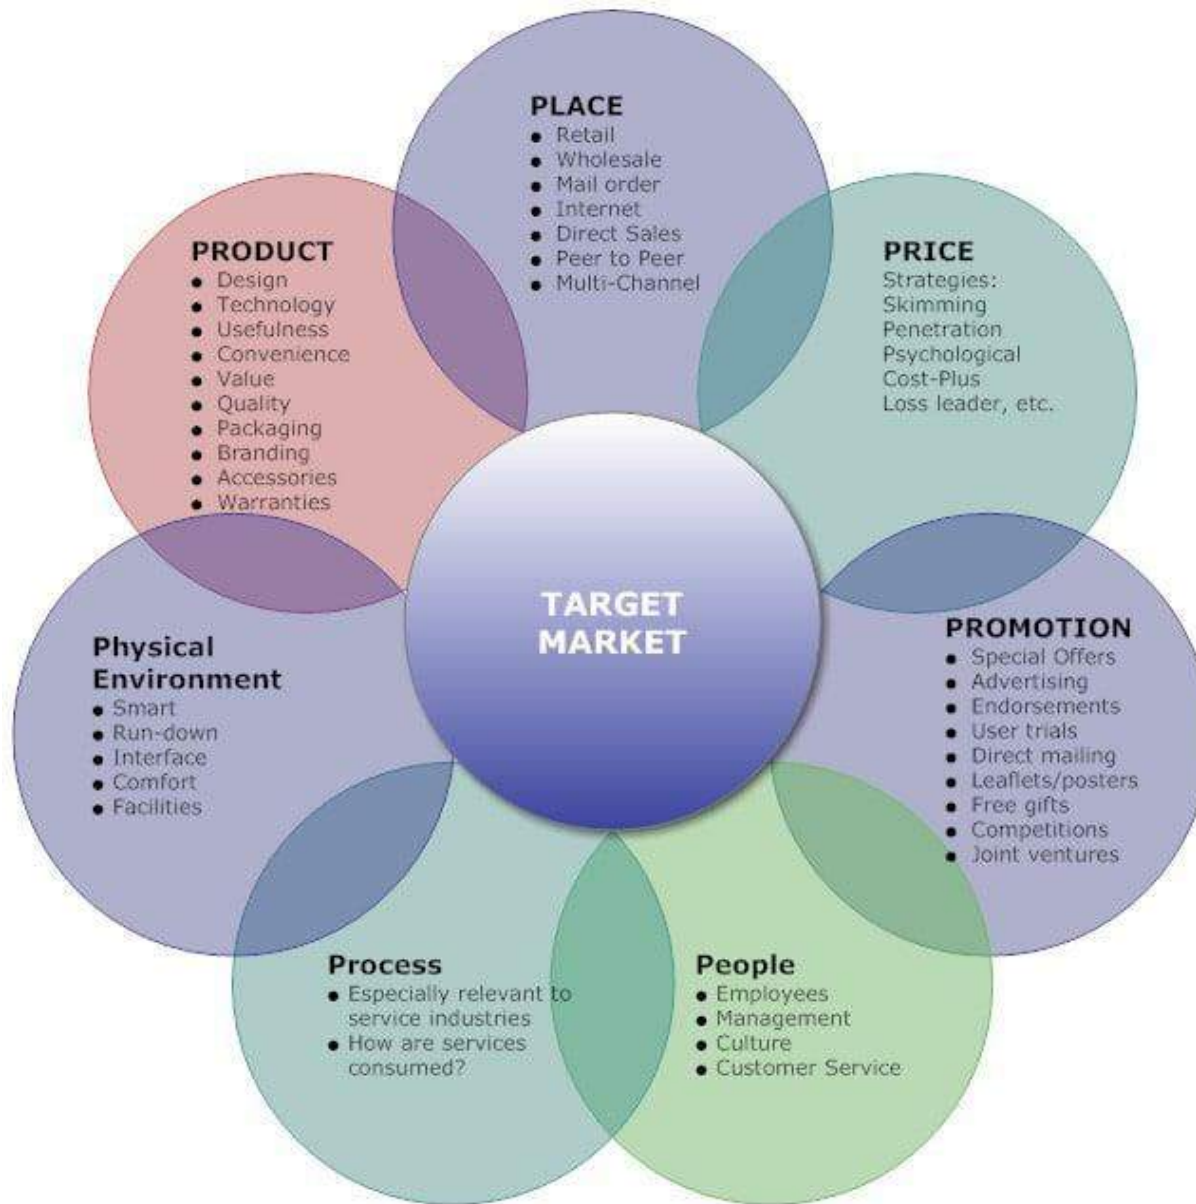 PLACE
● Retail
● Wholesale
● Mail order
● Internet
● Direct Sales
● Peer to Peer
● Multi-Channel
PRODUCT
● Design
● Technology
● Usefulness
● Convenience
● Value
● Quality
● Packaging
● Branding
● Accessories
● Warranties
PRICE
Strategies:
Skimming
Penetration
Psychological
Cost-Plus
Loss leader, etc.
TARGET
MARKET
Physical
Environment
● Smart
● Run-down
● Interface
● Comfort
● Facilities
PROMOTION
● Special Offers
● Advertising
● Endorsements
● User trials
● Direct mailing
● Leaflets/posters
● Free gifts
● Competitions
● Joint ventures
Process
● Especially relevant to
service industries
● How are services
consumed?
People
● Employees
● Management
● Culture
● Customer Service